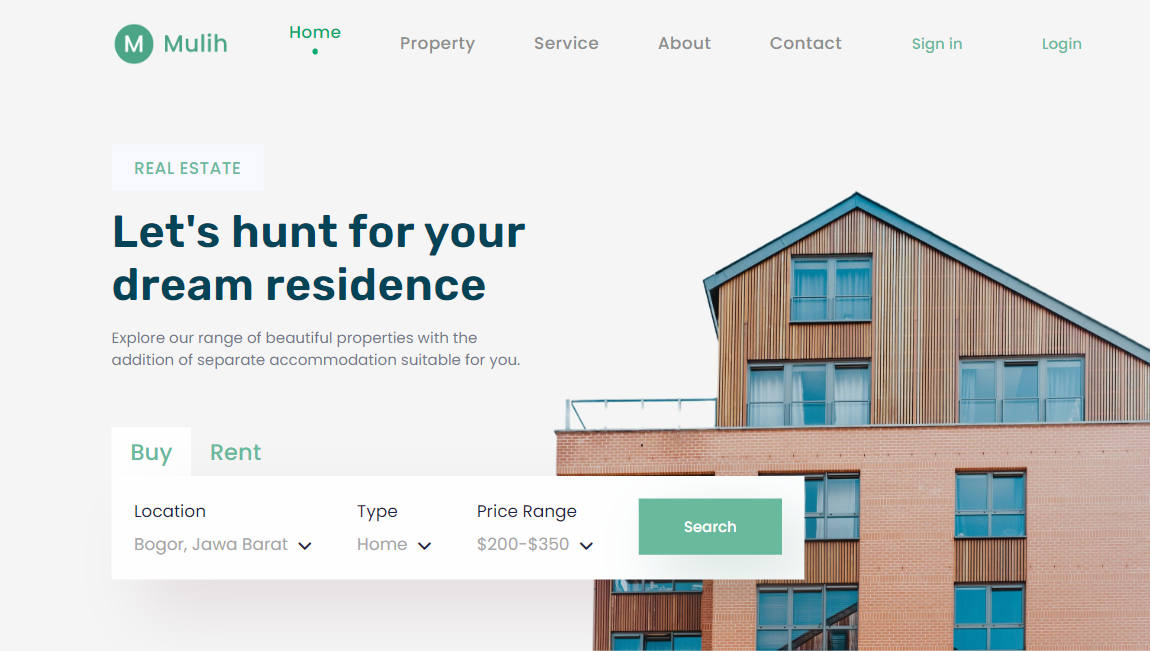 M Mulih
Home
Property
Service
About
Contact
Sign in
Login
REAL ESTATE
Let's hunt for your
dream residence
Explore our range of beautiful properties with the
addition of separate accommodation suitable for you.
Buy
Rent
Location
Type
Price Range
Bogor, Jawa Barat
Home
$200-$350
Search